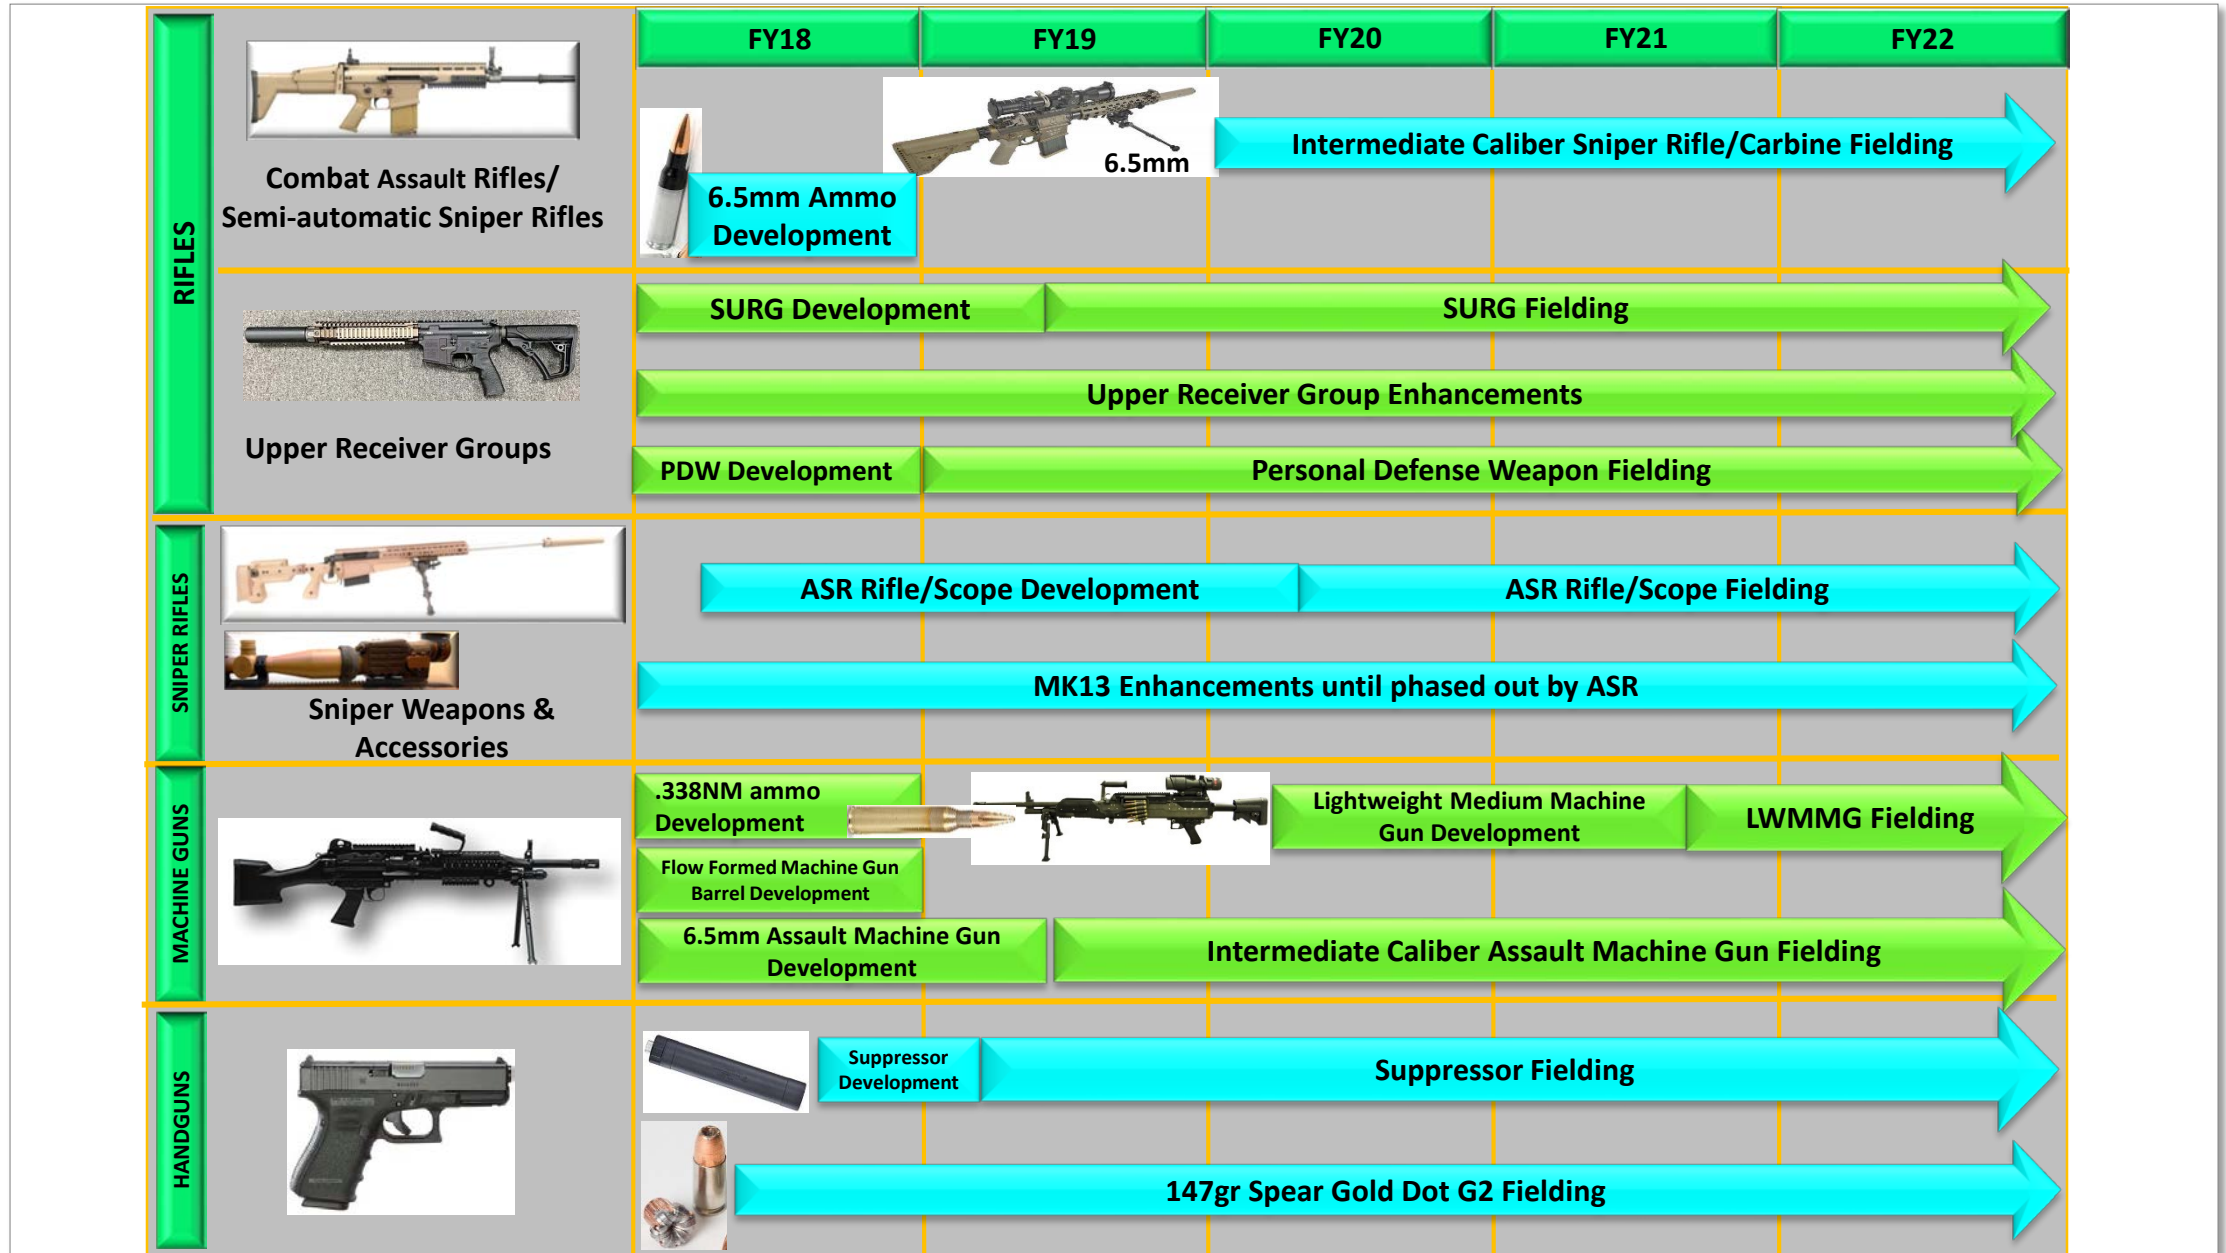 FY18
FY19
FY20
FY21
FY22
RIFLES
Combat Assault Rifles/
Semi-automatic Sniper Rifles
6.5mm Ammo
Development
6.5mm
Intermediate Caliber Sniper Rifle/Carbine Fielding
Upper Receiver Groups
SURG Development
SURG Fielding
Upper Receiver Group Enhancements
PDW Development
Personal Defense Weapon Fielding
SNIPER RIFLES
Sniper Weapons &
Accessories
ASR Rifle/Scope Development
ASR Rifle/Scope Fielding
MK13 Enhancements until phased out by ASR
MACHINE GUNS
.338NM ammo
Development
Lightweight Medium Machine
Gun Development
LWMMG Fielding
Flow Formed Machine Gun
Barrel Development
6.5mm Assault Machine Gun
Development
Intermediate Caliber Assault Machine Gun Fielding
HANDGUNS
Suppressor
Development
Suppressor Fielding
147gr Spear Gold Dot G2 Fielding